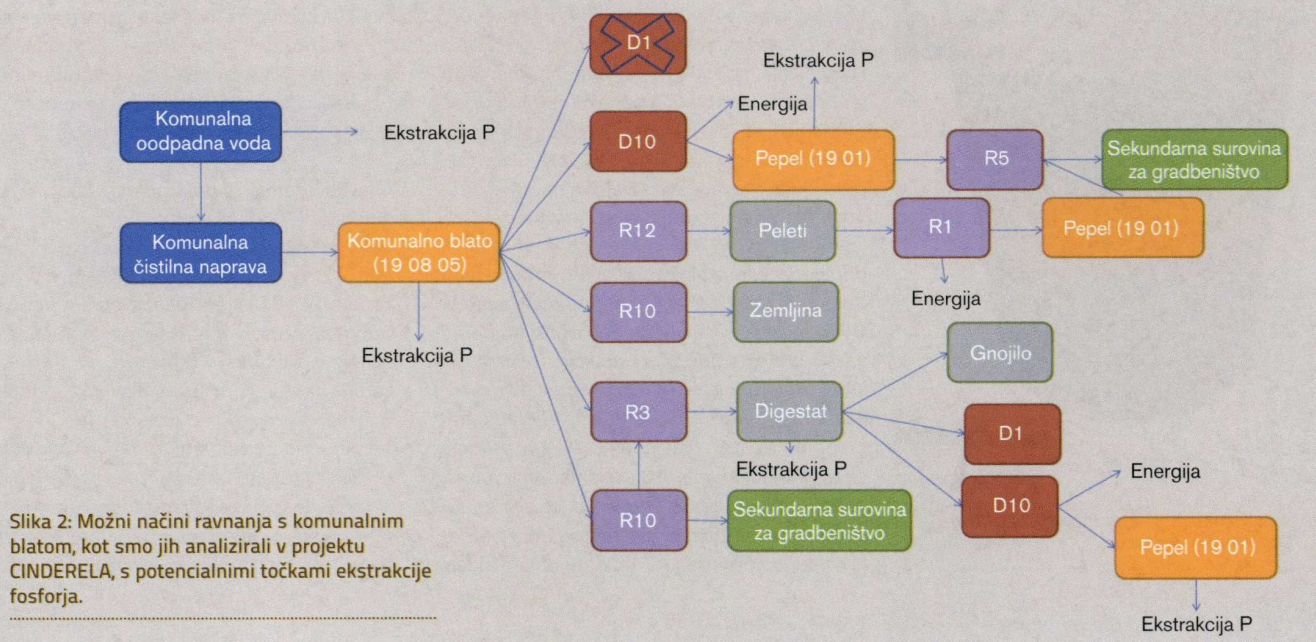 D1
Ekstrakcija P
Komunalna
oodpadna voda
Ekstrakcija P
Energija
D10
Pepel (19 01)
R5
Sekundarna surovina
za gradbeništvo
Komunalna
čistilna naprava
Komunalno blato
(19 08 05)
R12
Peleti
R1
Pepel (19 01)
Energija
Ekstrakcija P
R10
Zemljina
Gnojilo
R3
Digestat
D1
Ekstrakcija P
Energija
D10
R10
Sekundarna surovina
za gradbeništvo
Pepel (19 01)
Ekstrakcija P
Slika 2: Možni načini ravnanja s komunalnim
blatom, kot smo jih analizirali v projektu
CINDERELA, s potencialnimi točkami ekstrakcije
fosforja.